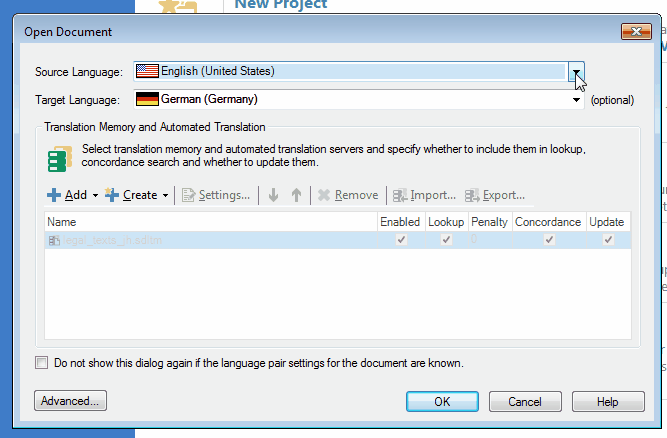 New Project
Open Document
Source Language: English (United States)
Target Language: German (Germany) (optional)
Translation Memory and Automated Translation
Select translation memory and automated translation servers and specify whether to include them in lookup,
concordance search and whether to update them.
Add Create Settings... Remove Import... Export...
Name Enabled Lookup Penalty Concordance Update
legal_texts_jh.sdltm 0
Do not show this dialog again if the language pair settings for the document are known.
Advanced... OK Cancel Help